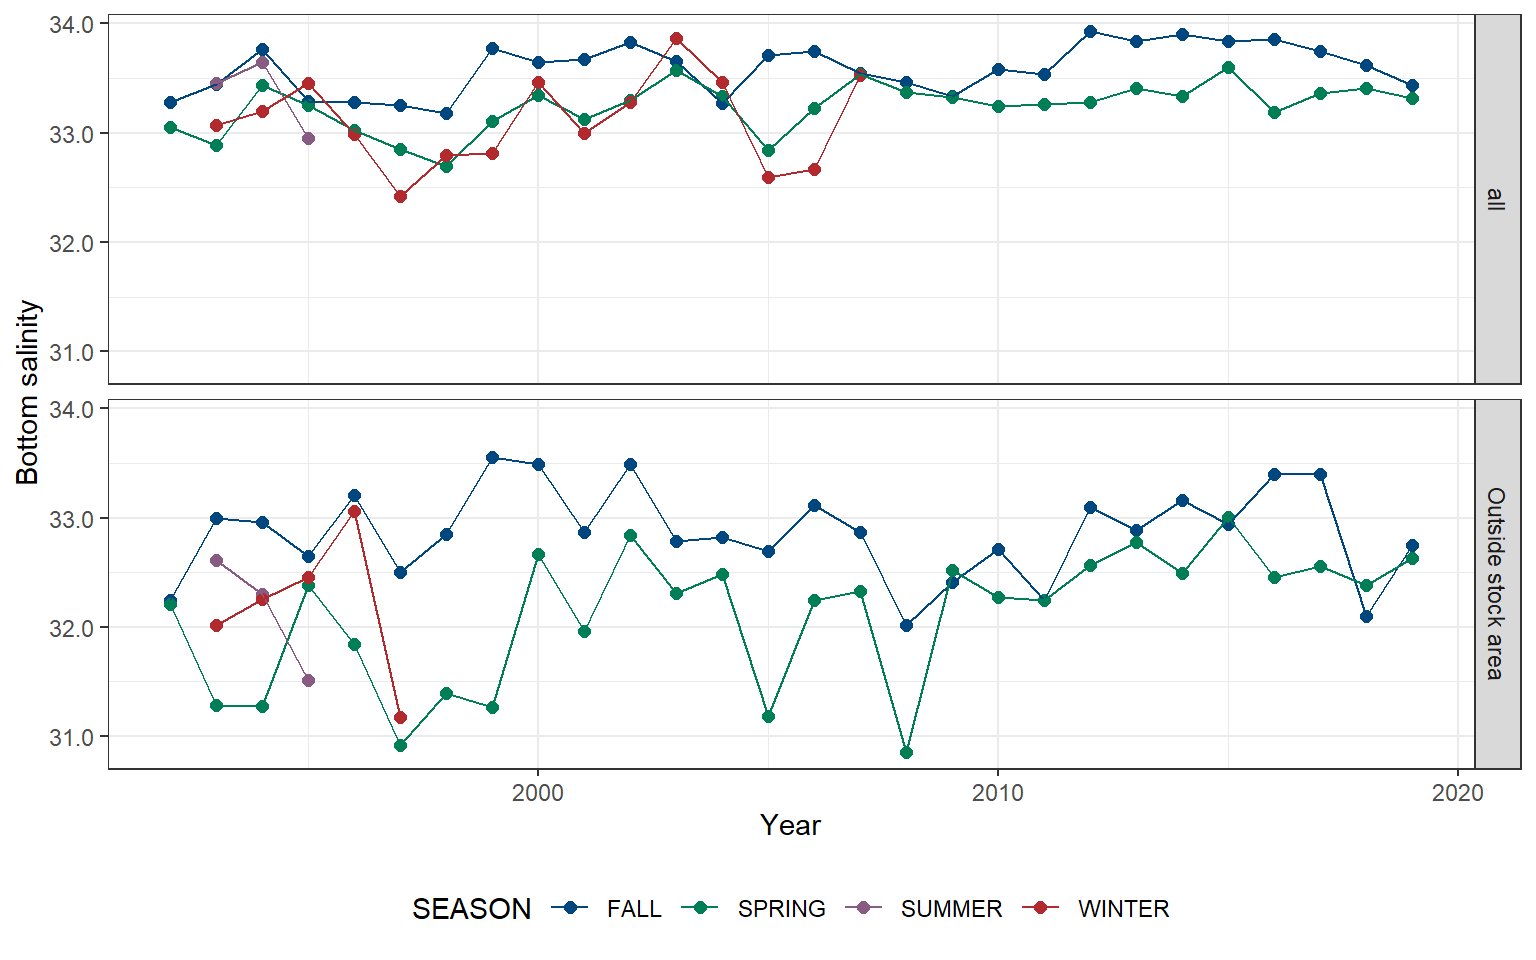 34.0
33.0
32.0
31.0
all
Bottom salinity
34.0
33.0
32.0
31.0
Outside stock area
2000
2010
2020
Year
SEASON FALL SPRING SUMMER WINTER